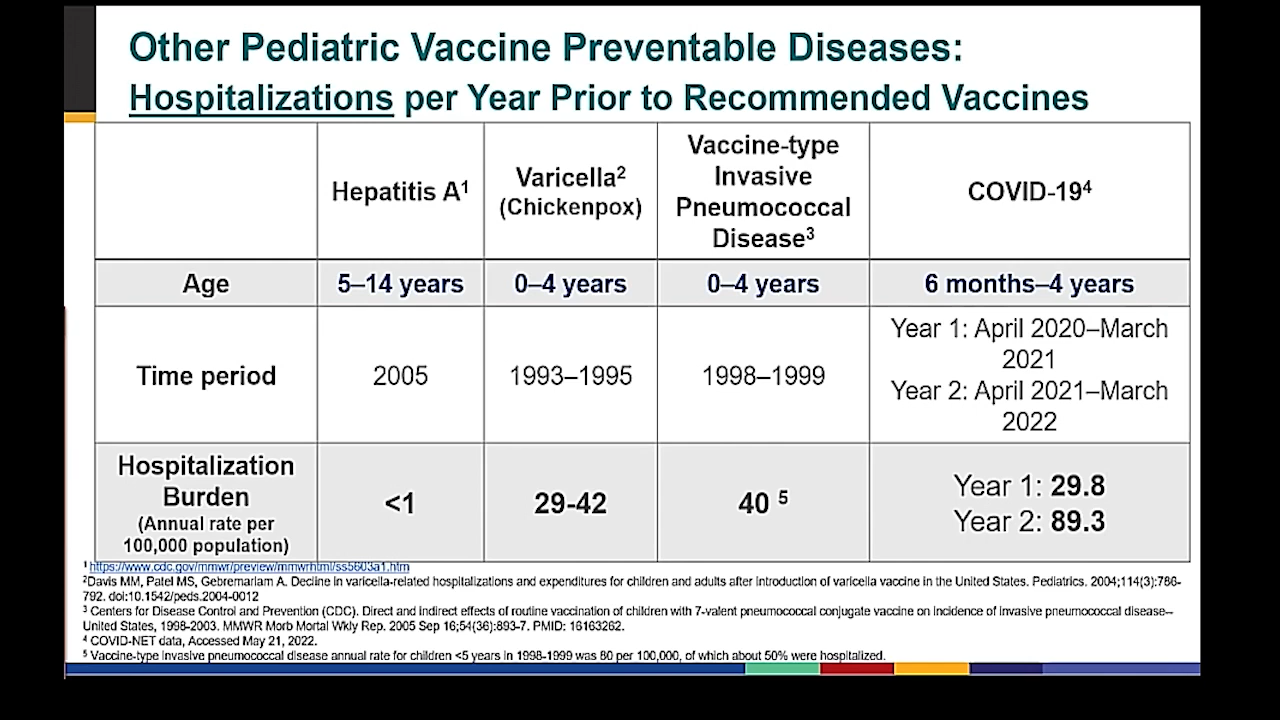 Other Pediatric Vaccine Preventable Diseases:
Hospitalizations per Year Prior to Recommended Vaccines
Hepatitis A¹
Varicella²
(Chickenpox)
Vaccine-type
Invasive
Pneumococcal
Disease³
COVID-19⁴
Age
5–14 years
0–4 years
0–4 years
6 months–4 years
Time period
2005
1993–1995
1998–1999
Year 1: April 2020–March
2021
Year 2: April 2021–March
2022
Hospitalization
Burden
(Annual rate per
100,000 population)
<1
29-42
40 ⁵
Year 1: 29.8
Year 2: 89.3
¹ https://www.cdc.gov/mmwr/preview/mmwrhtml/ss5603a1.htm
²Davis MM, Patel MS, Gebremariam A. Decline in varicella-related hospitalizations and expenditures for children and adults after introduction of varicella vaccine in the United States. Pediatrics. 2004;114(3):786-
792. doi:10.1542/peds.2004-0012
³ Centers for Disease Control and Prevention (CDC). Direct and indirect effects of routine vaccination of children with 7-valent pneumococcal conjugate vaccine on incidence of invasive pneumococcal disease--
United States, 1998-2003. MMWR Morb Mortal Wkly Rep. 2005 Sep 16;54(36):893-7. PMID: 16163262.
⁴ COVID-NET data, Accessed May 21, 2022.
⁵ Vaccine-type invasive pneumococcal disease annual rate for children <5 years in 1998-1999 was 80 per 100,000, of which about 50% were hospitalized.